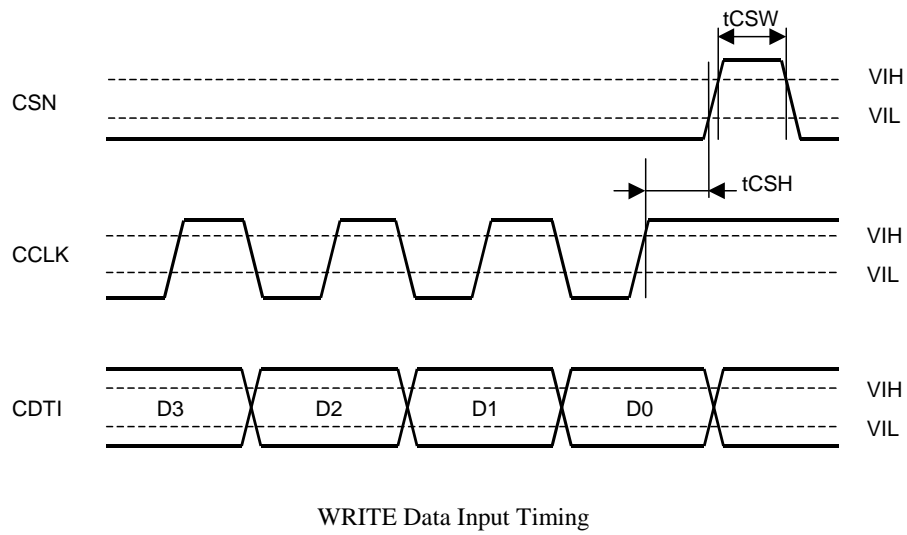 tCSW
VIH
CSN
VIL
tCSH
VIH
CCLK
VIL
VIH
CDTI D3 D2 D1 D0
VIL
WRITE Data Input Timing